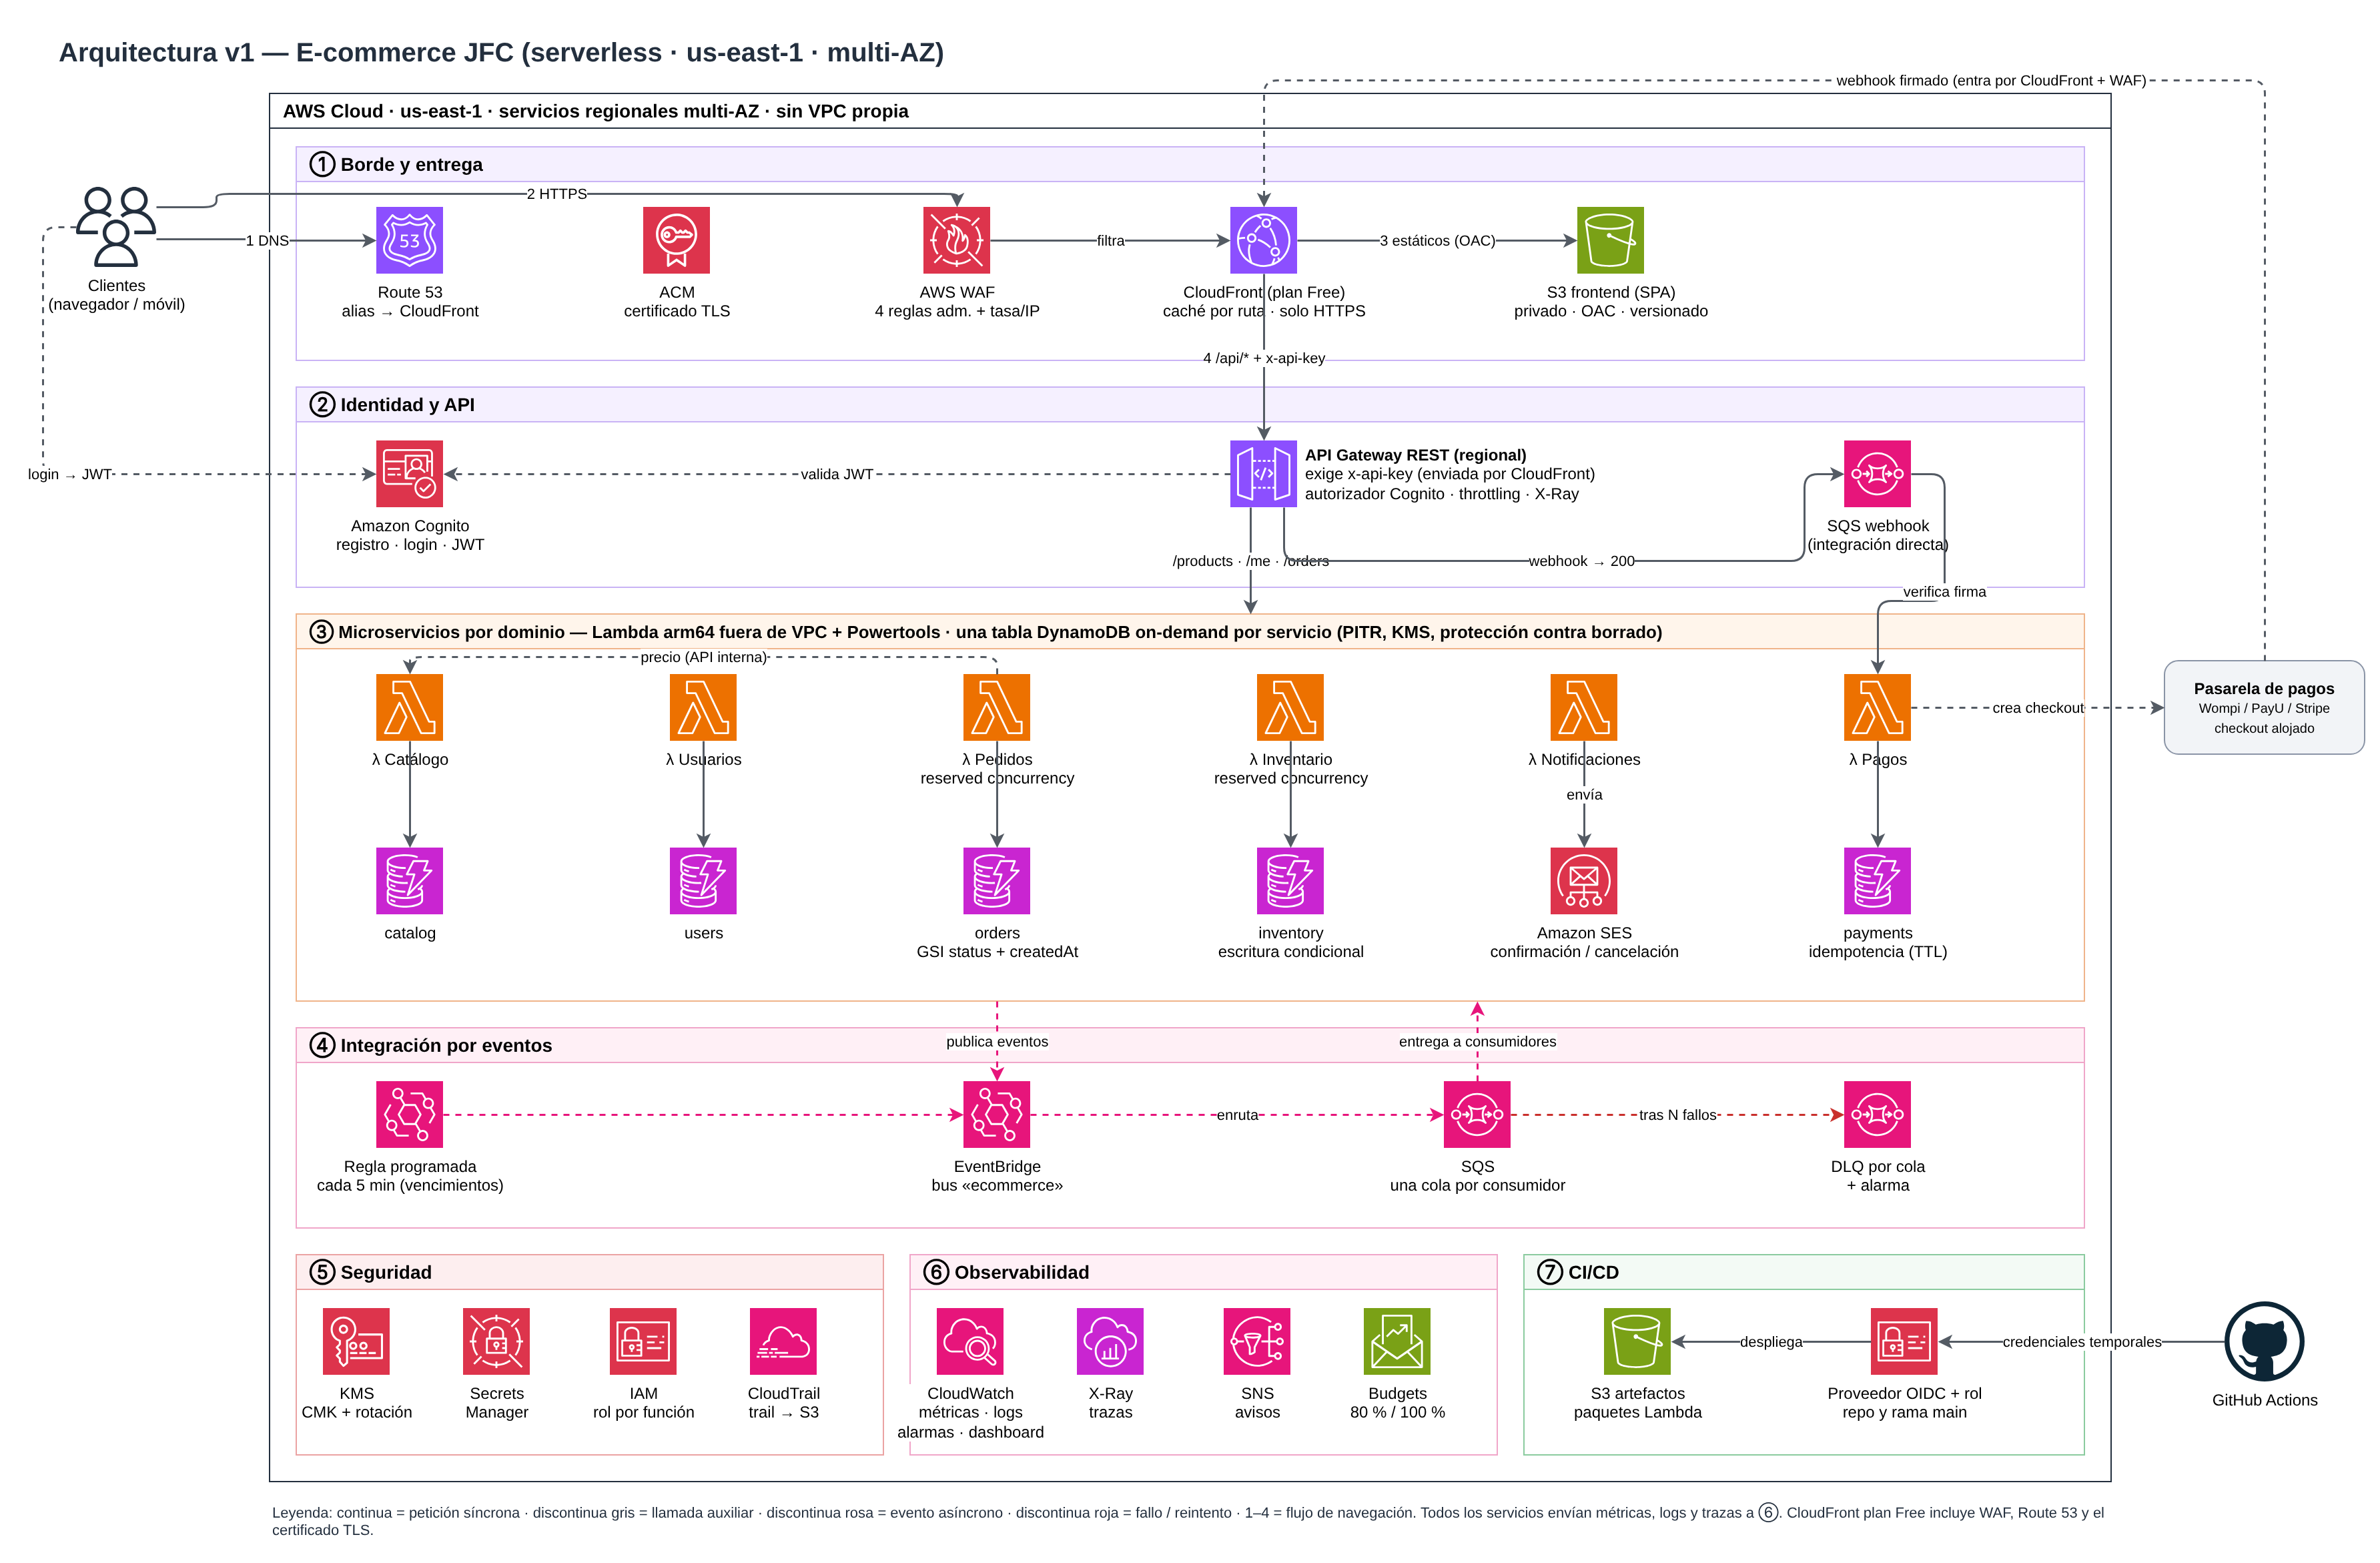 Arquitectura v1 — E-commerce JFC (serverless · us-east-1 · multi-AZ)
webhook firmado (entra por CloudFront + WAF)
AWS Cloud · us-east-1 · servicios regionales multi-AZ · sin VPC propia
① Borde y entrega
2 HTTPS
1 DNS
53
filtra
3 estáticos (OAC)
Clientes
(navegador / móvil)
Route 53
alias → CloudFront
ACM
certificado TLS
AWS WAF
4 reglas adm. + tasa/IP
CloudFront (plan Free)
caché por ruta · solo HTTPS
S3 frontend (SPA)
privado · OAC · versionado
4 /api/* + x-api-key
② Identidad y API
login → JWT
valida JWT
API Gateway REST (regional)
exige x-api-key (enviada por CloudFront)
autorizador Cognito · throttling · X-Ray
Amazon Cognito
registro · login · JWT
SQS webhook
(integración directa)
/products · /me · /orders
webhook → 200
verifica firma
③ Microservicios por dominio — Lambda arm64 fuera de VPC + Powertools · una tabla DynamoDB on-demand por servicio (PITR, KMS, protección contra borrado)
precio (API interna)
crea checkout
Pasarela de pagos
Wompi / PayU / Stripe
checkout alojado
λ Catálogo
λ Usuarios
λ Pedidos
reserved concurrency
λ Inventario
reserved concurrency
λ Notificaciones
λ Pagos
envía
catalog
users
orders
GSI status + createdAt
inventory
escritura condicional
Amazon SES
confirmación / cancelación
payments
idempotencia (TTL)
publica eventos
entrega a consumidores
④ Integración por eventos
enruta
tras N fallos
Regla programada
cada 5 min (vencimientos)
EventBridge
bus «ecommerce»
SQS
una cola por consumidor
DLQ por cola
+ alarma
⑤ Seguridad
KMS
CMK + rotación
Secrets
Manager
IAM
rol por función
CloudTrail
trail → S3
⑥ Observabilidad
CloudWatch
métricas · logs
alarmas · dashboard
X-Ray
trazas
SNS
avisos
Budgets
80 % / 100 %
⑦ CI/CD
despliega
credenciales temporales
S3 artefactos
paquetes Lambda
Proveedor OIDC + rol
repo y rama main
GitHub Actions
Leyenda: continua = petición síncrona · discontinua gris = llamada auxiliar · discontinua rosa = evento asíncrono · discontinua roja = fallo / reintento · 1–4 = flujo de navegación. Todos los servicios envían métricas, logs y trazas a ⑥. CloudFront plan Free incluye WAF, Route 53 y el
certificado TLS.